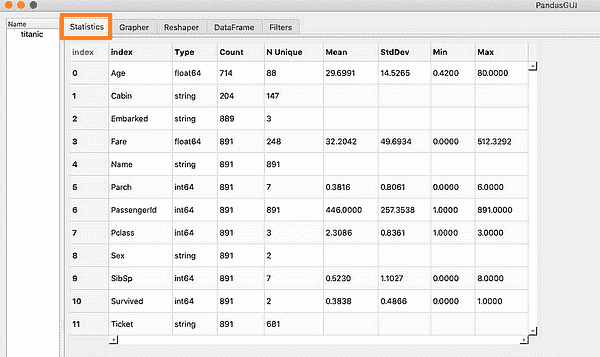 PandasGUI
Name
titanic
Statistics Grapher Reshaper DataFrame Filters
index index Type Count N Unique Mean StdDev Min Max
0 Age float64 714 88 29.6991 14.5265 0.4200 80.0000
1 Cabin string 204 147
2 Embarked string 889 3
3 Fare float64 891 248 32.2042 49.6934 0.0000 512.3292
4 Name string 891 891
5 Parch int64 891 7 0.3816 0.8061 0.0000 6.0000
6 PassengerId int64 891 891 446.0000 257.3538 1.0000 891.0000
7 Pclass int64 891 3 2.3086 0.8361 1.0000 3.0000
8 Sex string 891 2
9 SibSp int64 891 7 0.5230 1.1027 0.0000 8.0000
10 Survived int64 891 2 0.3838 0.4866 0.0000 1.0000
11 Ticket string 891 681